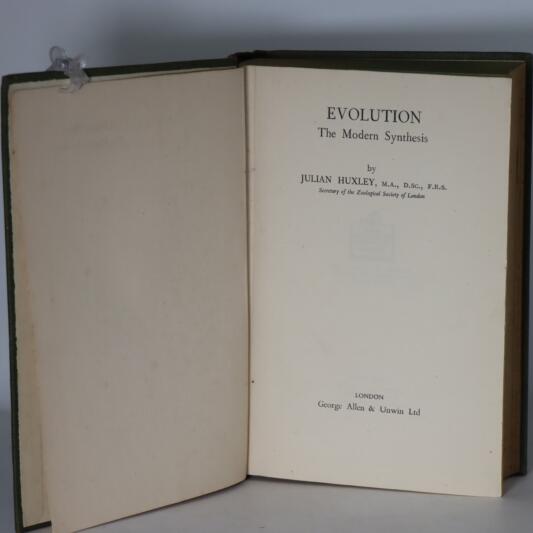 EVOLUTION
The Modern Synthesis
by
JULIAN HUXLEY, M.A., D.Sc., F.R.S.
Secretary of the Zoological Society of London
LONDON
George Allen & Unwin Ltd